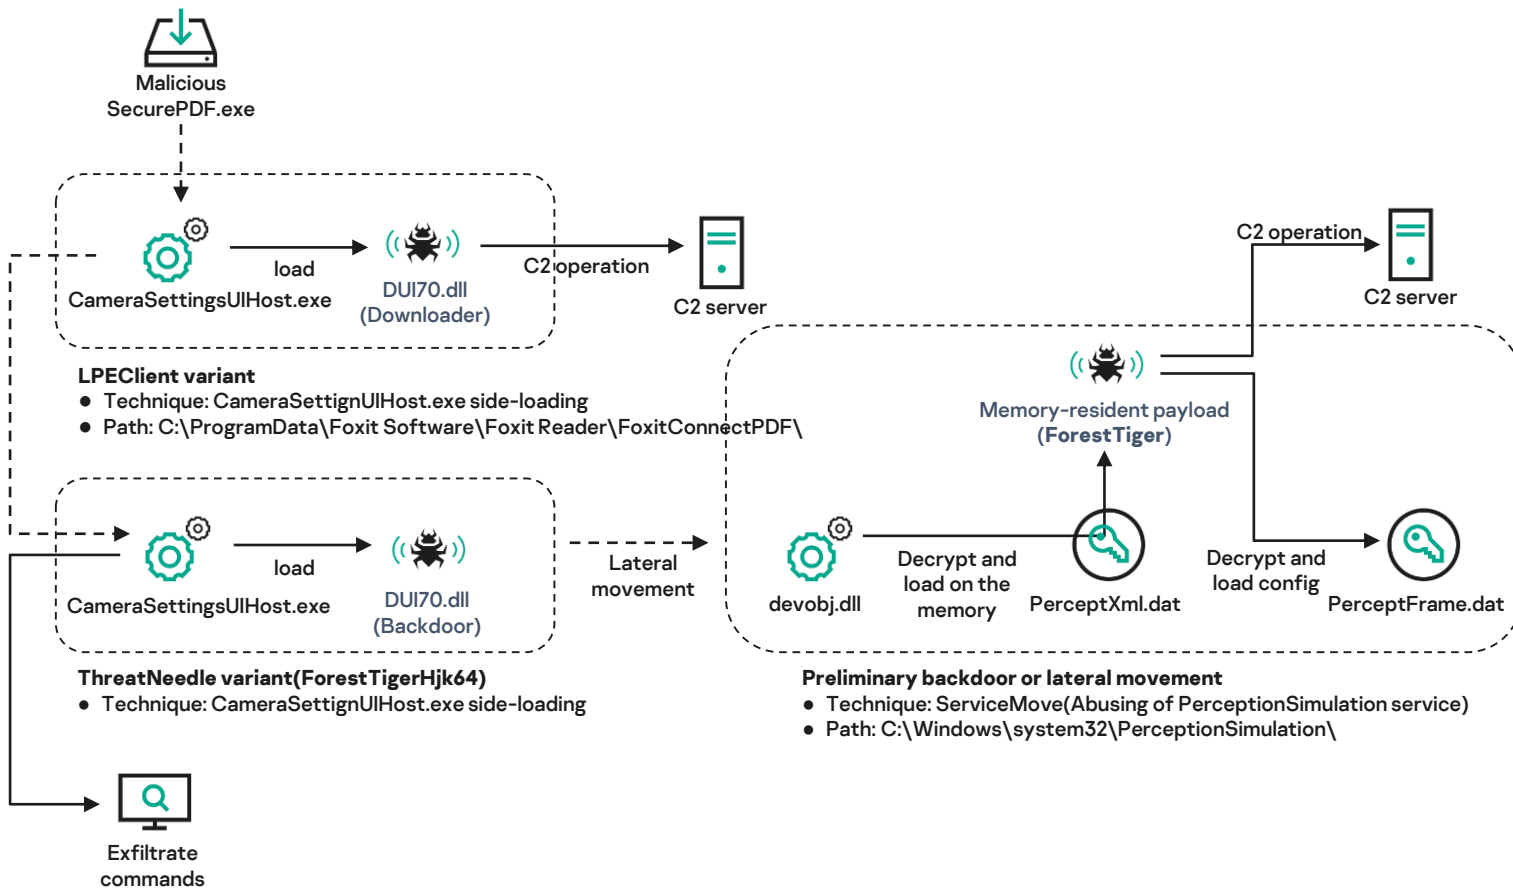 Malicious
SecurePDF.exe
CameraSettingsUIHost.exe
load
DUI70.dll
(Downloader)
C2 operation
C2 server
LPEClient variant
● Technique: CameraSettignUIHost.exe side-loading
● Path: C:\ProgramData\Foxit Software\Foxit Reader\FoxitConnectPDF\
CameraSettingsUIHost.exe
load
DUI70.dll
(Backdoor)
Lateral
movement
ThreatNeedle variant(ForestTigerHjk64)
● Technique: CameraSettignUIHost.exe side-loading
Exfiltrate
commands
C2 operation
C2 server
Memory-resident payload
(ForestTiger)
devobj.dll
Decrypt and
load on the
memory
PerceptXml.dat
Decrypt and
load config
PerceptFrame.dat
Preliminary backdoor or lateral movement
● Technique: ServiceMove(Abusing of PerceptionSimulation service)
● Path: C:\Windows\system32\PerceptionSimulation\